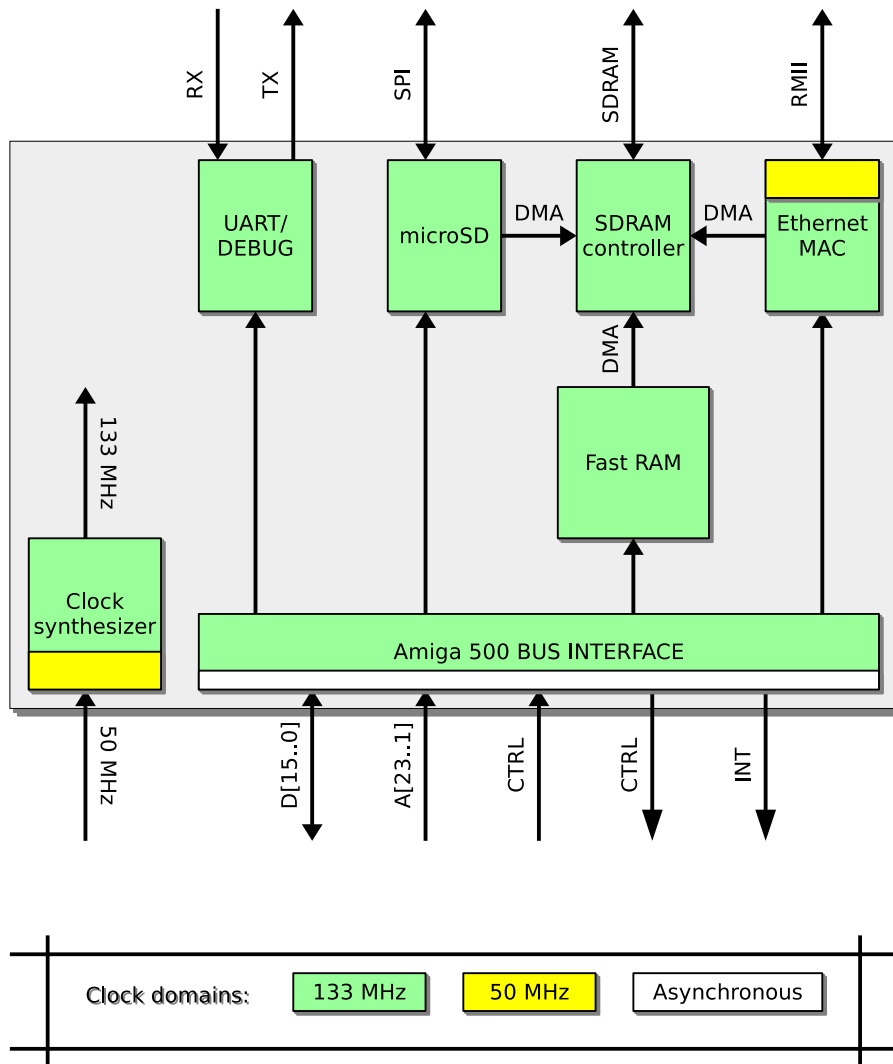 RX
TX
SPI
SDRAM
RMII
UART/
DEBUG
microSD
DMA
SDRAM
controller
DMA
Ethernet
MAC
DMA
Fast RAM
133 MHz
Clock
synthesizer
Amiga 500 BUS INTERFACE
50 MHz
D[15..0]
A[23..1]
CTRL
CTRL
INT
Clock domains:
133 MHz
50 MHz
Asynchronous